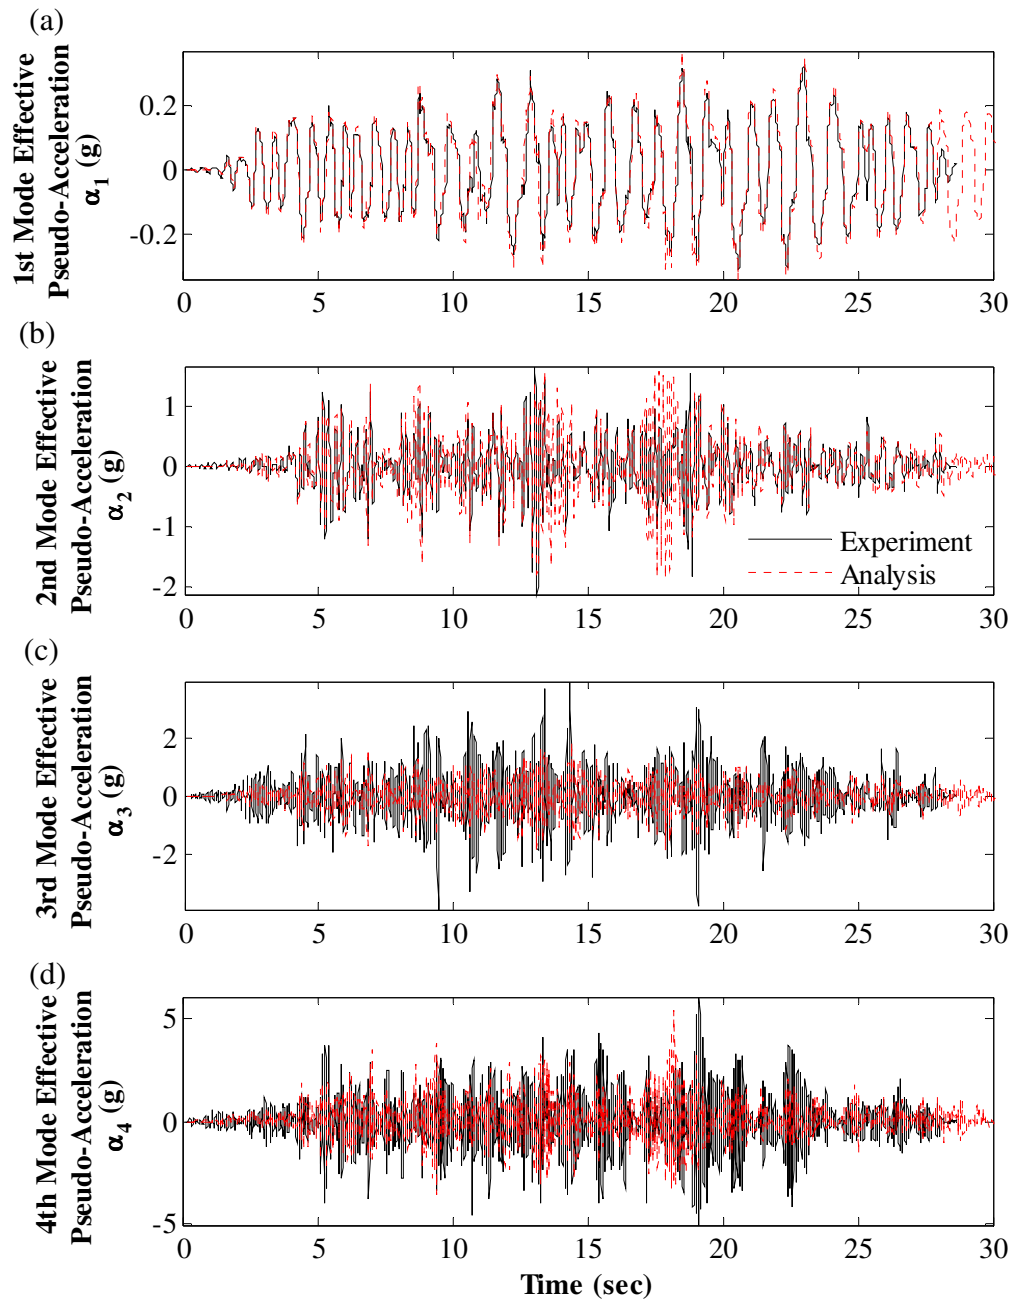 (a)
1st Mode Effective
Pseudo-Acceleration
α1 (g)
0.2
0
-0.2
0 5 10 15 20 25 30
(b)
2nd Mode Effective
Pseudo-Acceleration
α2 (g)
1
0
-1
-2
Experiment
Analysis
0 5 10 15 20 25 30
(c)
3rd Mode Effective
Pseudo-Acceleration
α3 (g)
2
0
-2
0 5 10 15 20 25 30
(d)
4th Mode Effective
Pseudo-Acceleration
α4 (g)
5
0
-5
0 5 10 15 20 25 30
Time (sec)